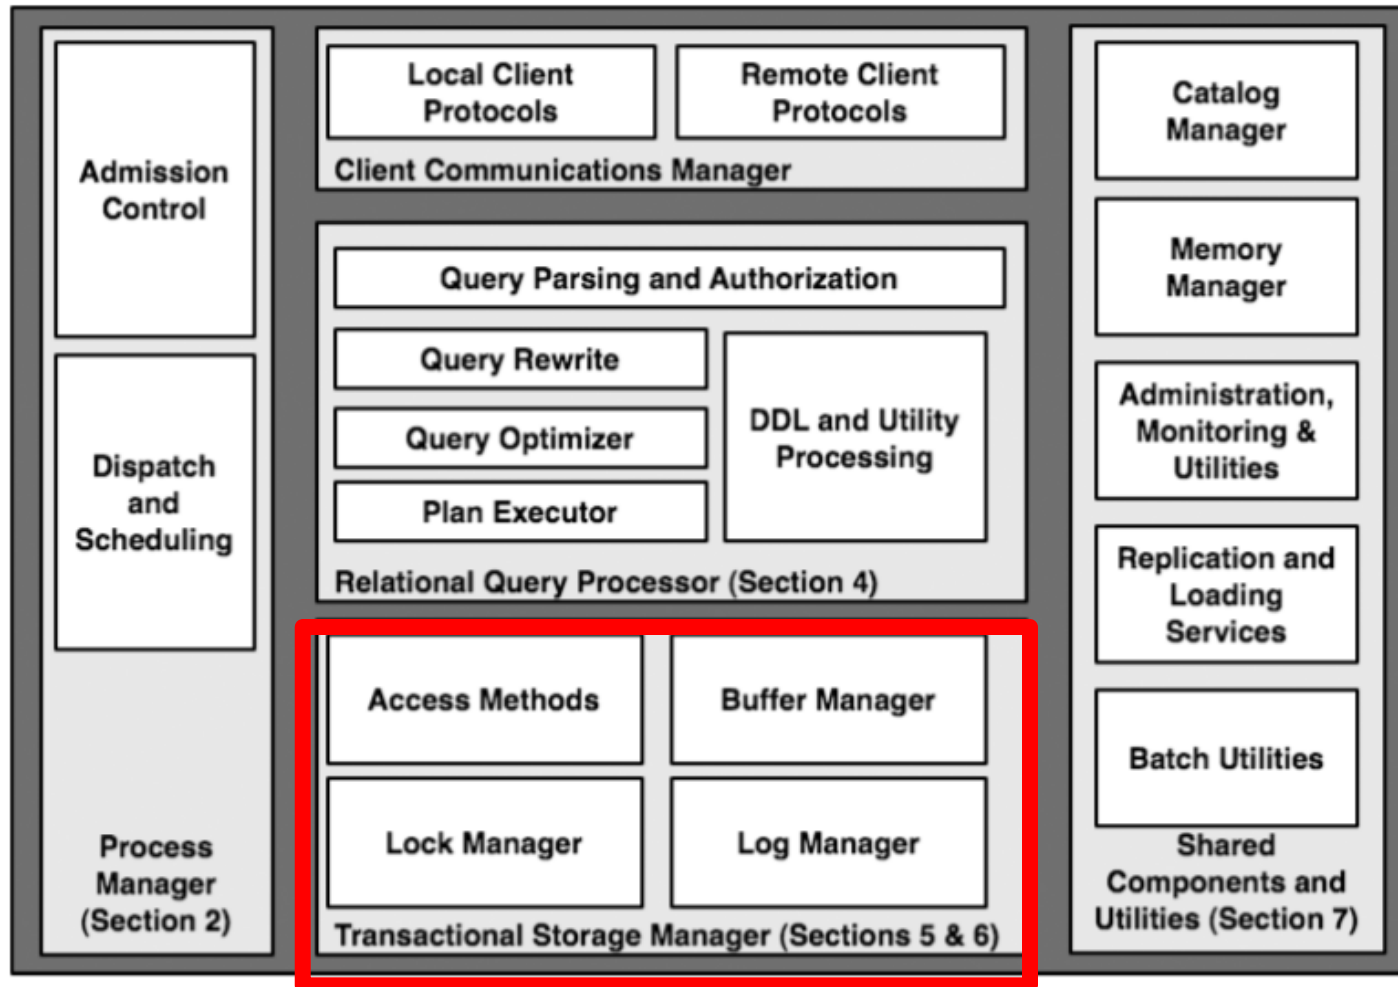 Admission
Control
Dispatch
and
Scheduling
Process
Manager
(Section 2)
Local Client
Protocols
Remote Client
Protocols
Client Communications Manager
Query Parsing and Authorization
Query Rewrite
Query Optimizer
Plan Executor
DDL and Utility
Processing
Relational Query Processor (Section 4)
Access Methods
Buffer Manager
Lock Manager
Log Manager
Transactional Storage Manager (Sections 5 & 6)
Catalog
Manager
Memory
Manager
Administration,
Monitoring &
Utilities
Replication and
Loading
Services
Batch Utilities
Shared
Components and
Utilities (Section 7)